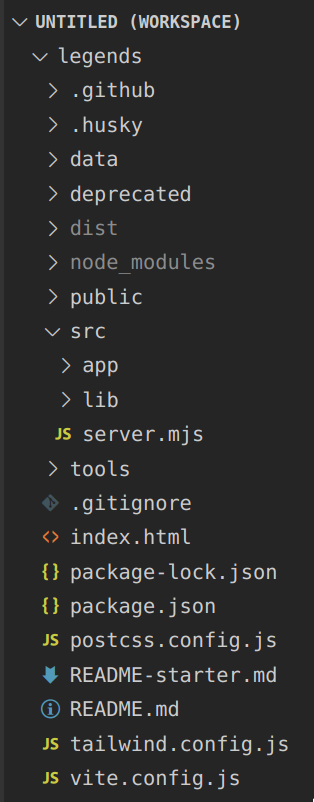 UNTITLED (WORKSPACE)
legends
.github
.husky
data
deprecated
dist
node_modules
public
src
app
lib
JS server.mjs
tools
.gitignore
<> index.html
{} package-lock.json
{} package.json
JS postcss.config.js
README-starter.md
README.md
JS tailwind.config.js
JS vite.config.js